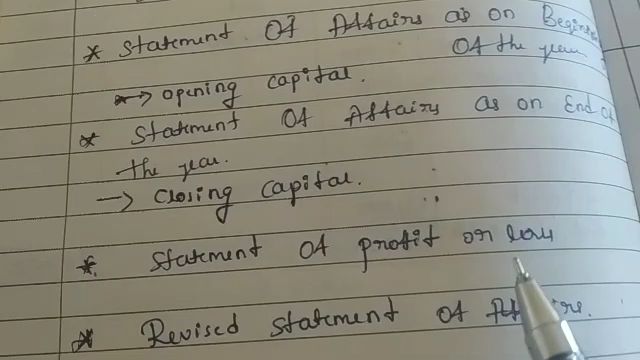 * Statement Of Affairs as on Beginning
Of the year
→ opening capital.
* Statement Of Affairs as on End Of
the year.
→ Closing Capital.
* Statement Of profit or loss
* Revised Statement Of Affairs.